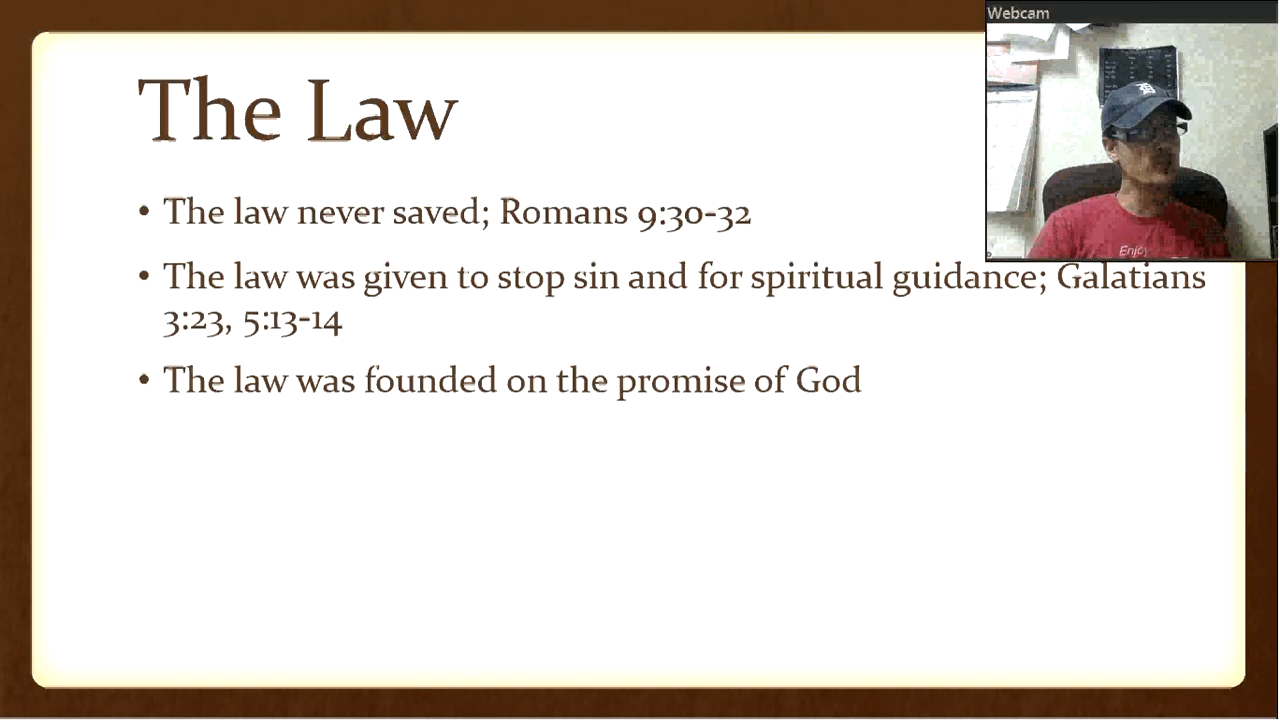 Webcam
The Law
• The law never saved; Romans 9:30-32
• The law was given to stop sin and for spiritual guidance; Galatians
3:23, 5:13-14
• The law was founded on the promise of God
Enjoy